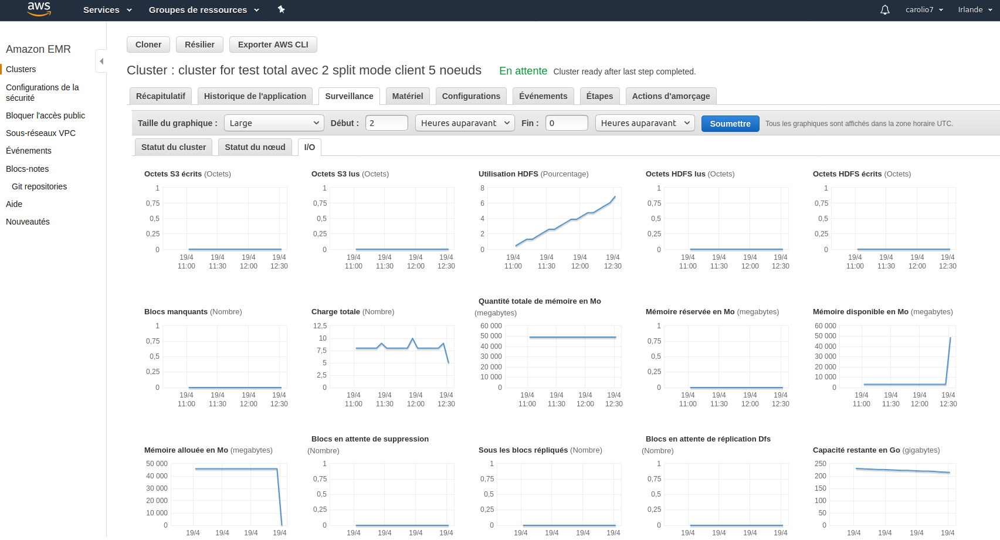 aws Services Groupes de ressources carolio7 Irlande
Amazon EMR
Clusters
Configurations de la
sécurité
Bloquer l'accès public
Sous-réseaux VPC
Événements
Blocs-notes
Git repositories
Aide
Nouveautés
Cloner Résilier Exporter AWS CLI
Cluster : cluster for test total avec 2 split mode client 5 noeuds En attente Cluster ready after last step completed.
Récapitulatif Historique de l'application Surveillance Matériel Configurations Événements Étapes Actions d'amorçage
Taille du graphique : Large Début : 2 Heures auparavant Fin : 0 Heures auparavant Soumettre Tous les graphiques sont affichés dans la zone horaire UTC.
Statut du cluster Statut du nœud I/O
Octets S3 écrits (Octets)
1
0,75
0,5
0,25
0
19/4 19/4 19/4 19/4
11:00 11:30 12:00 12:30
Octets S3 lus (Octets)
1
0,75
0,5
0,25
0
19/4 19/4 19/4 19/4
11:00 11:30 12:00 12:30
Utilisation HDFS (Pourcentage)
8
6
4
2
0
19/4 19/4 19/4 19/4
11:00 11:30 12:00 12:30
Octets HDFS lus (Octets)
1
0,75
0,5
0,25
0
19/4 19/4 19/4 19/4
11:00 11:30 12:00 12:30
Octets HDFS écrits (Octets)
1
0,75
0,5
0,25
0
19/4 19/4 19/4 19/4
11:00 11:30 12:00 12:30
Blocs manquants (Nombre)
1
0,75
0,5
0,25
0
19/4 19/4 19/4 19/4
11:00 11:30 12:00 12:30
Charge totale (Nombre)
12,5
10
7,5
5
2,5
0
19/4 19/4 19/4 19/4
11:00 11:30 12:00 12:30
Quantité totale de mémoire en Mo
(megabytes)
60 000
50 000
40 000
30 000
20 000
10 000
0
19/4 19/4 19/4 19/4
11:00 11:30 12:00 12:30
Mémoire réservée en Mo (megabytes)
1
0,75
0,5
0,25
0
19/4 19/4 19/4 19/4
11:00 11:30 12:00 12:30
Mémoire disponible en Mo (megabytes)
60 000
50 000
40 000
30 000
20 000
10 000
0
19/4 19/4 19/4 19/4
11:00 11:30 12:00 12:30
Mémoire allouée en Mo (megabytes)
50 000
40 000
30 000
20 000
10 000
0
19/4 19/4 19/4 19/4
Blocs en attente de suppression
(Nombre)
1
0,75
0,5
0,25
0
19/4 19/4 19/4 19/4
Sous les blocs répliqués (Nombre)
1
0,75
0,5
0,25
0
19/4 19/4 19/4 19/4
Blocs en attente de réplication Dfs
(Nombre)
1
0,75
0,5
0,25
0
19/4 19/4 19/4 19/4
Capacité restante en Go (gigabytes)
250
200
150
100
50
0
19/4 19/4 19/4 19/4